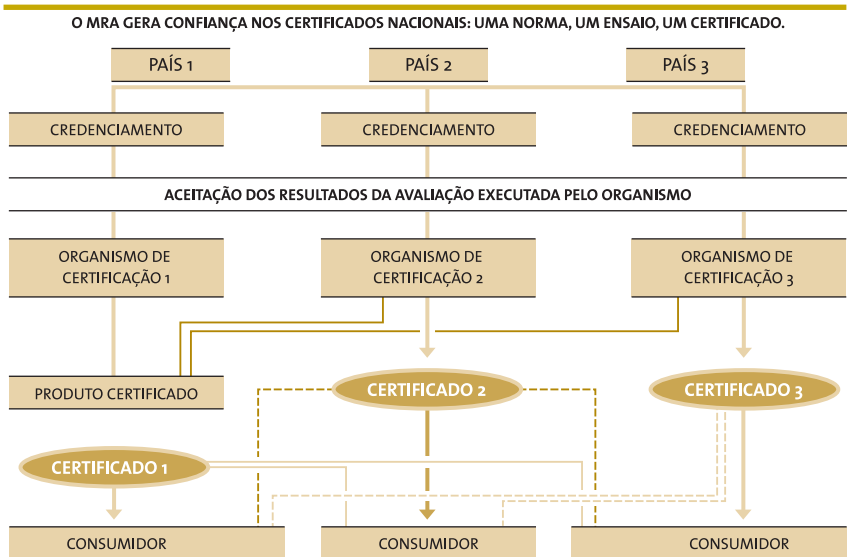 O MRA GERA CONFIANÇA NOS CERTIFICADOS NACIONAIS: UMA NORMA, UM ENSAIO, UM CERTIFICADO.
PAÍS 1
PAÍS 2
PAÍS 3
CREDENCIAMENTO
CREDENCIAMENTO
CREDENCIAMENTO
ACEITAÇÃO DOS RESULTADOS DA AVALIAÇÃO EXECUTADA PELO ORGANISMO
ORGANISMO DE
CERTIFICAÇÃO 1
ORGANISMO DE
CERTIFICAÇÃO 2
ORGANISMO DE
CERTIFICAÇÃO 3
PRODUTO CERTIFICADO
CERTIFICADO 2
CERTIFICADO 3
CERTIFICADO 1
CONSUMIDOR
CONSUMIDOR
CONSUMIDOR